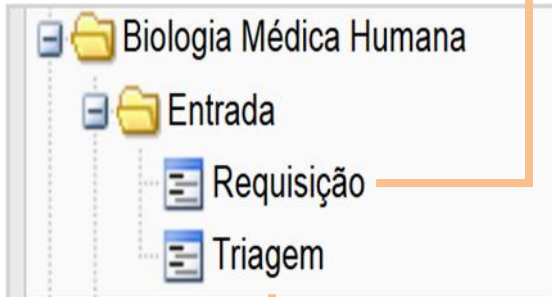 Biologia Médica Humana
Entrada
Requisição
Triagem